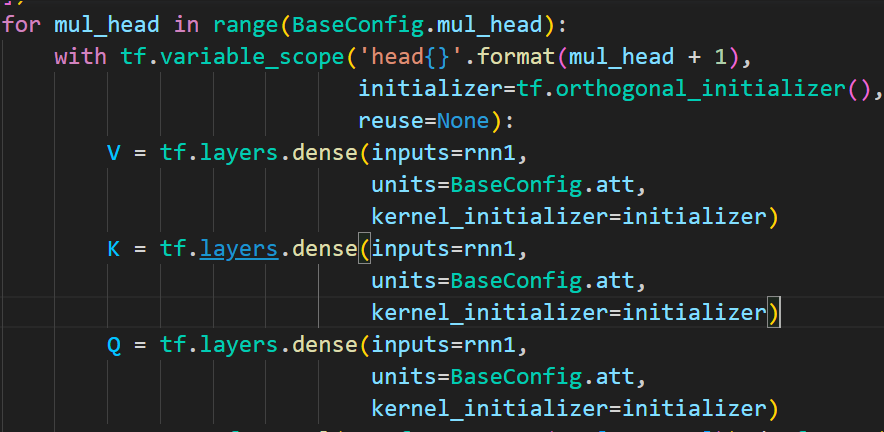 for mul_head in range(BaseConfig.mul_head):
with tf.variable_scope('head{}'.format(mul_head + 1),
initializer=tf.orthogonal_initializer(),
reuse=None):
V = tf.layers.dense(inputs=rnn1,
units=BaseConfig.att,
kernel_initializer=initializer)
K = tf.layers.dense(inputs=rnn1,
units=BaseConfig.att,
kernel_initializer=initializer)
Q = tf.layers.dense(inputs=rnn1,
units=BaseConfig.att,
kernel_initializer=initializer)